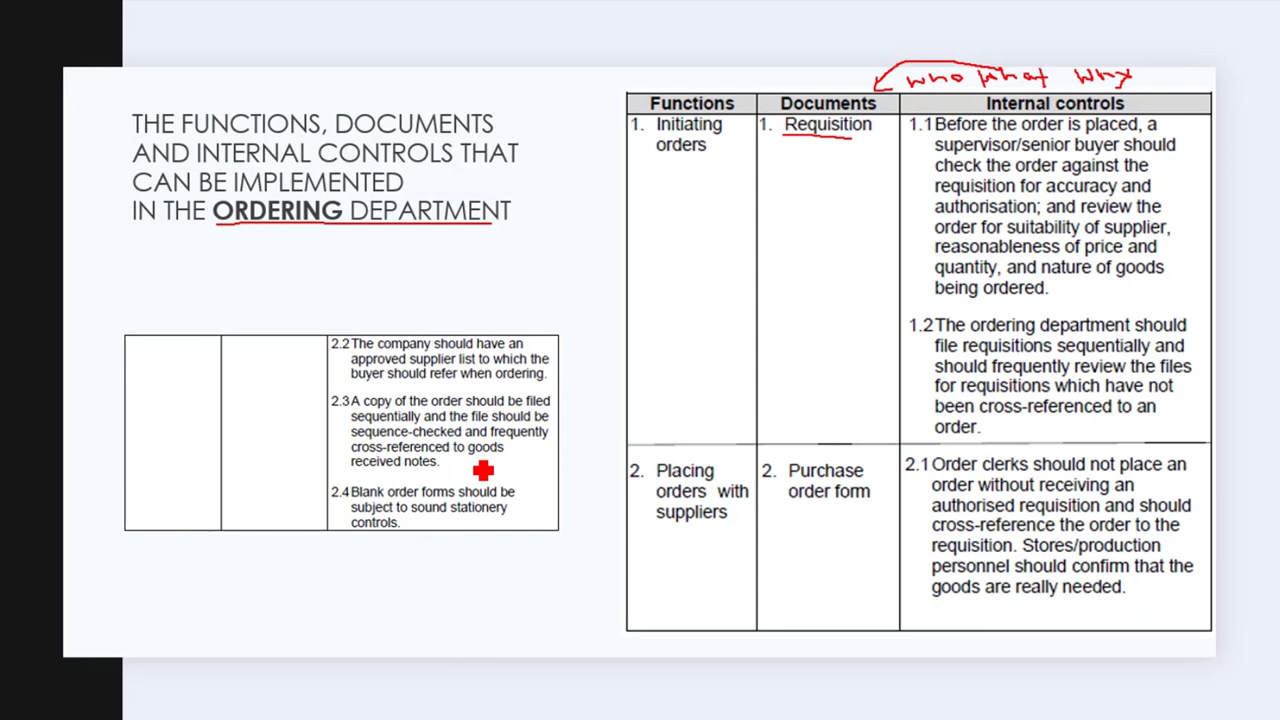 THE FUNCTIONS, DOCUMENTS
AND INTERNAL CONTROLS THAT
CAN BE IMPLEMENTED
IN THE ORDERING DEPARTMENT
2.2 The company should have an
approved supplier list to which the
buyer should refer when ordering.
2.3 A copy of the order should be filed
sequentially and the file should be
sequence-checked and frequently
cross-referenced to goods
received notes.
2.4 Blank order forms should be
subject to sound stationery
controls.
who what why
Functions Documents Internal controls
1. Initiating
orders
1. Requisition
1.1 Before the order is placed, a
supervisor/senior buyer should
check the order against the
requisition for accuracy and
authorisation; and review the
order for suitability of supplier,
reasonableness of price and
quantity, and nature of goods
being ordered.
1.2 The ordering department should
file requisitions sequentially and
should frequently review the files
for requisitions which have not
been cross-referenced to an
order.
2. Placing
orders with
suppliers
2. Purchase
order form
2.1 Order clerks should not place an
order without receiving an
authorised requisition and should
cross-reference the order to the
requisition. Stores/production
personnel should confirm that the
goods are really needed.